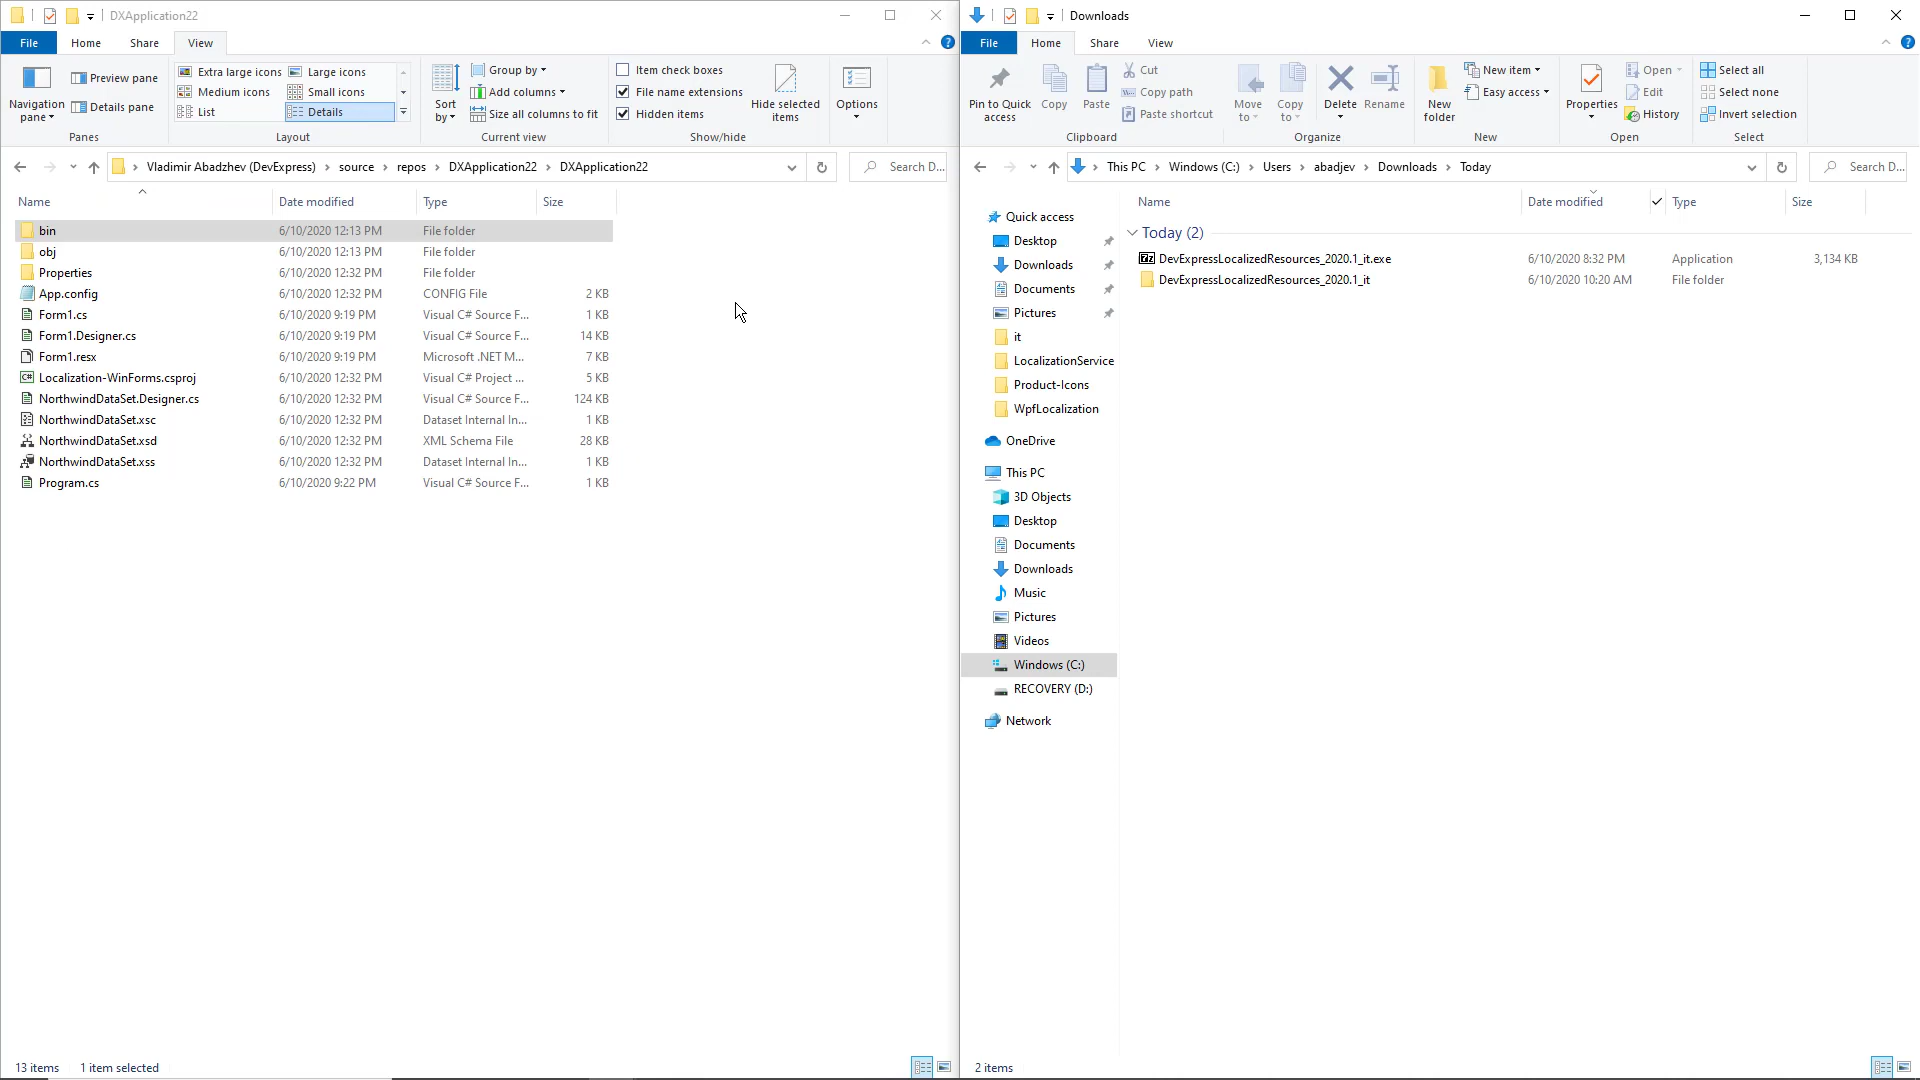 DXApplication22
File Home Share View
Navigation pane
Preview pane
Details pane
Panes
Extra large icons Large icons
Medium icons Small icons
List Details
Layout
Sort by
Group by
Add columns
Size all columns to fit
Current view
Item check boxes
File name extensions
Hidden items
Hide selected items
Show/hide
Options
Vladimir Abadzhev (DevExpress) source repos DXApplication22 DXApplication22
Search D...
Name Date modified Type Size
bin 6/10/2020 12:13 PM File folder
obj 6/10/2020 12:13 PM File folder
Properties 6/10/2020 12:32 PM File folder
App.config 6/10/2020 12:32 PM CONFIG File 2 KB
Form1.cs 6/10/2020 9:19 PM Visual C# Source F... 1 KB
Form1.Designer.cs 6/10/2020 9:19 PM Visual C# Source F... 14 KB
Form1.resx 6/10/2020 9:19 PM Microsoft .NET M... 7 KB
Localization-WinForms.csproj 6/10/2020 12:32 PM Visual C# Project ... 5 KB
NorthwindDataSet.Designer.cs 6/10/2020 12:32 PM Visual C# Source F... 124 KB
NorthwindDataSet.xsc 6/10/2020 12:32 PM Dataset Internal In... 1 KB
NorthwindDataSet.xsd 6/10/2020 12:32 PM XML Schema File 28 KB
NorthwindDataSet.xss 6/10/2020 12:32 PM Dataset Internal In... 1 KB
Program.cs 6/10/2020 9:22 PM Visual C# Source F... 1 KB
13 items 1 item selected
Downloads
File Home Share View
Pin to Quick access
Copy
Paste
Cut
Copy path
Paste shortcut
Clipboard
Move to
Copy to
Delete
Rename
Organize
New folder
New item
Easy access
New
Properties
Open
Edit
History
Open
Select all
Select none
Invert selection
Select
This PC Windows (C:) Users abadjev Downloads Today
Search D...
Quick access
Desktop
Downloads
Documents
Pictures
it
LocalizationService
Product-Icons
WpfLocalization
OneDrive
This PC
3D Objects
Desktop
Documents
Downloads
Music
Pictures
Videos
Windows (C:)
RECOVERY (D:)
Network
Name Date modified Type Size
Today (2)
DevExpressLocalizedResources_2020.1_it.exe 6/10/2020 8:32 PM Application 3,134 KB
DevExpressLocalizedResources_2020.1_it 6/10/2020 10:20 AM File folder
2 items